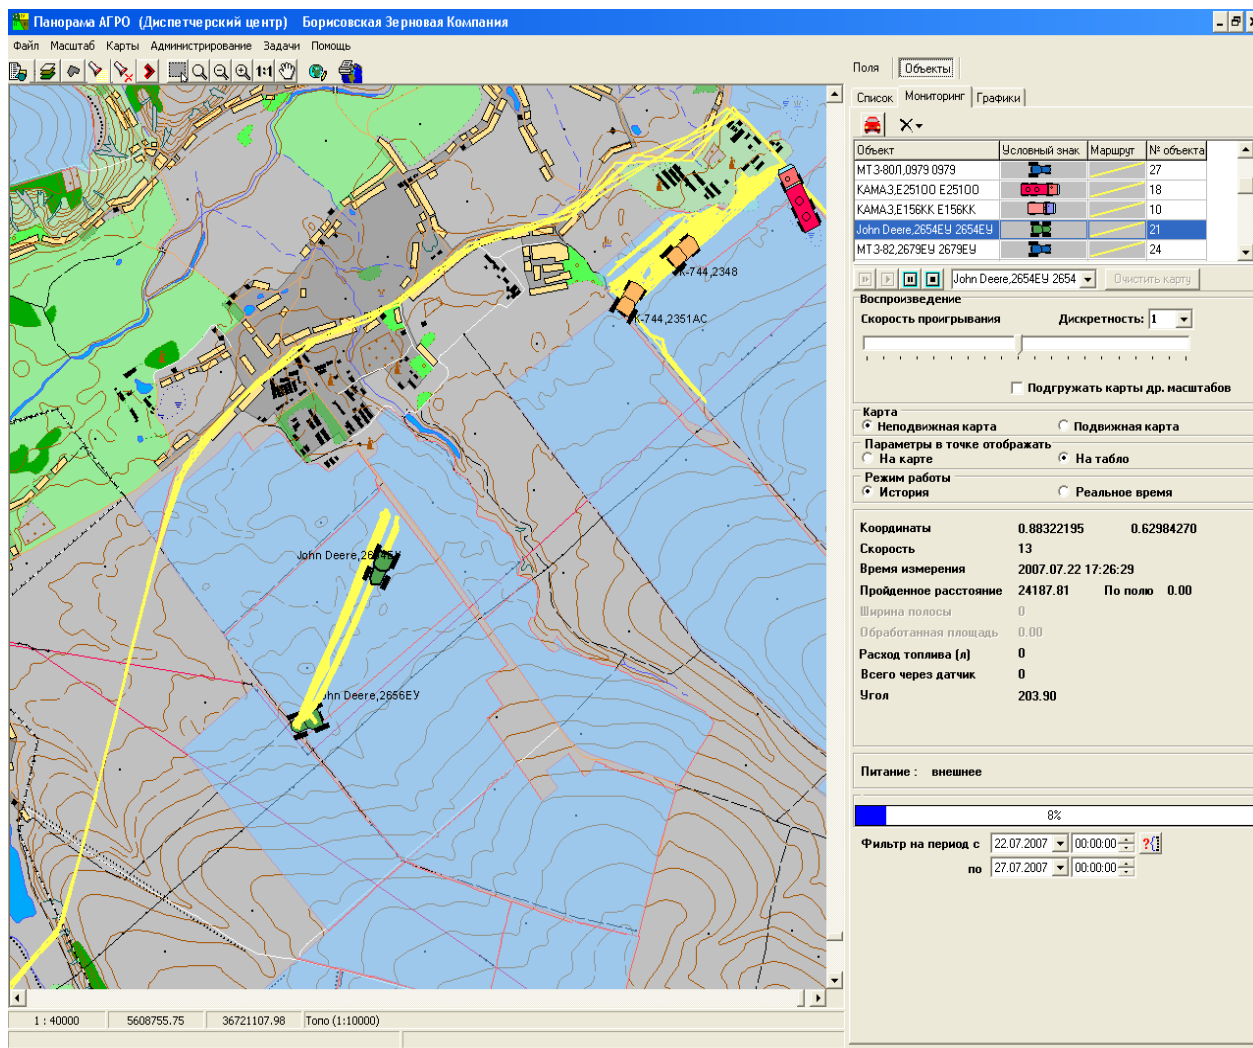 Панорама АГРО (Диспетчерский центр) Борисовская Зерновая Компания
Файл Масштаб Карты Администрирование Задачи Помощь
1:1
Поля Объекты
Список Мониторинг Графики
Объект Условный знак Маршрут № объекта
МТЗ-80Л,0979 0979 27
КАМАЗ,Е251ОО Е251ОО 18
КАМАЗ,Е156КК Е156КК 10
John Deere,2654ЕУ 2654ЕУ 21
МТЗ-82,2679ЕУ 2679ЕУ 24
John Deere,2654ЕУ 2654 Очистить карту
Воспроизведение
Скорость проигрывания Дискретность: 1
Подгружать карты др. масштабов
Карта
Неподвижная карта Подвижная карта
Параметры в точке отображать
На карте На табло
Режим работы
История Реальное время
Координаты 0.88322195 0.62984270
Скорость 13
Время измерения 2007.07.22 17:26:29
Пройденное расстояние 24187.81 По полю 0.00
Ширина полосы 0
Обработанная площадь 0.00
Расход топлива (л) 0
Всего через датчик 0
Угол 203.90
Питание : внешнее
8%
Фильтр на период с 22.07.2007 00:00:00
по 27.07.2007 00:00:00
К-744,2348
К-744,2351АС
John Deere,2654ЕУ
John Deere,2656ЕУ
1 : 40000 5608755.75 36721107.98 Топо (1:10000)